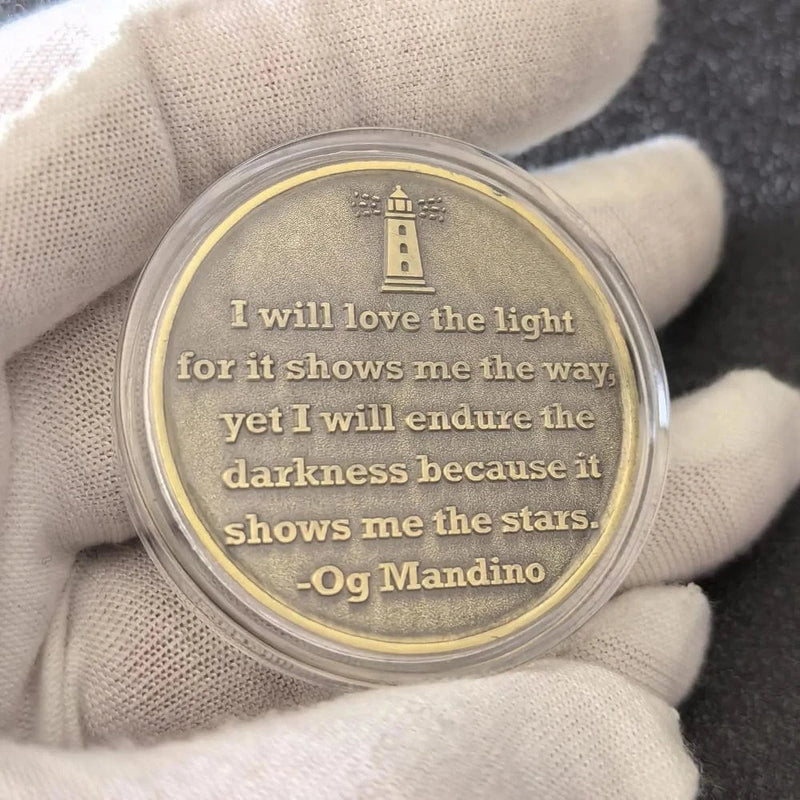 I will love the light
for it shows me the way,
yet I will endure the
darkness because it
shows me the stars.
-Og Mandino